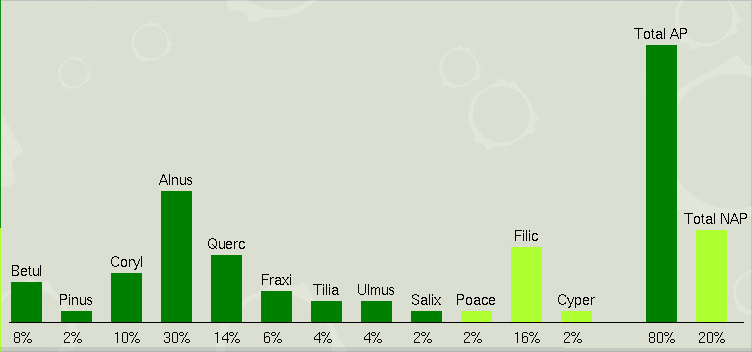 Total AP
Alnus
Total NAP
Querc
Filic
Coryl
Betul
Fraxi
Tilia
Ulmus
Pinus
Salix
Poace
Cyper
8% 2% 10% 30% 14% 6% 4% 4% 2% 2% 16% 2% 80% 20%